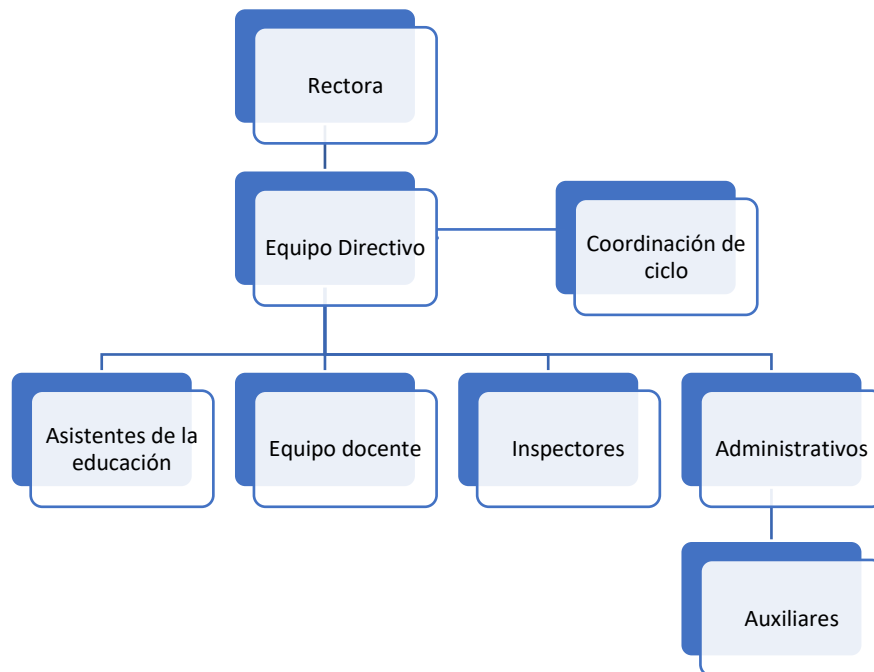 Rectora
Equipo Directivo
Coordinación de
ciclo
Asistentes de la
educación
Equipo docente
Inspectores
Administrativos
Auxiliares